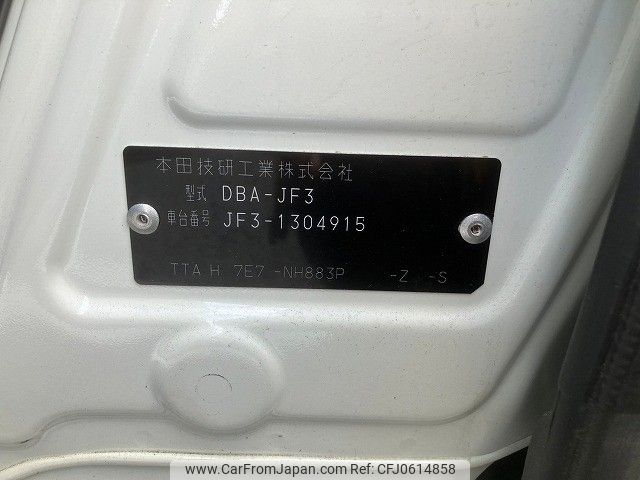 本田技研工業株式会社
型式 DBA-JF3
車台番号 JF3-1304915
TTA H 7E7 -NH883P -Z -S
www.CarFromJapan.com ref:CFJ0614858